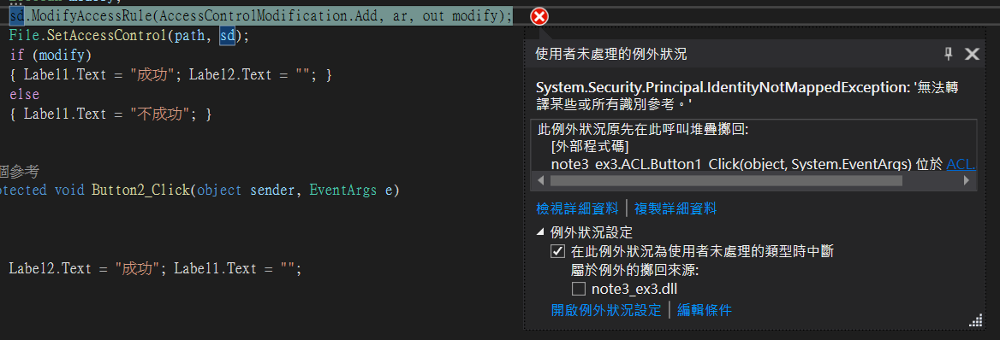 sd.ModifyAccessRule(AccessControlModification.Add, ar, out modify);
File.SetAccessControl(path, sd);
if (modify)
{ Label1.Text = "成功"; Label2.Text = ""; }
else
{ Label1.Text = "不成功"; }
個參考
otected void Button2_Click(object sender, EventArgs e)
Label2.Text = "成功"; Label1.Text = "";
使用者未處理的例外狀況
System.Security.Principal.IdentityNotMappedException: '無法轉
譯某些或所有識別參考。'
此例外狀況原先在此呼叫堆疊擲回:
[外部程式碼]
note3_ex3.ACL.Button1_Click(object, System.EventArgs) 位於 ACL.
檢視詳細資料 | 複製詳細資料
例外狀況設定
在此例外狀況為使用者未處理的類型時中斷
屬於例外的擲回來源:
note3_ex3.dll
開啟例外狀況設定 | 編輯條件